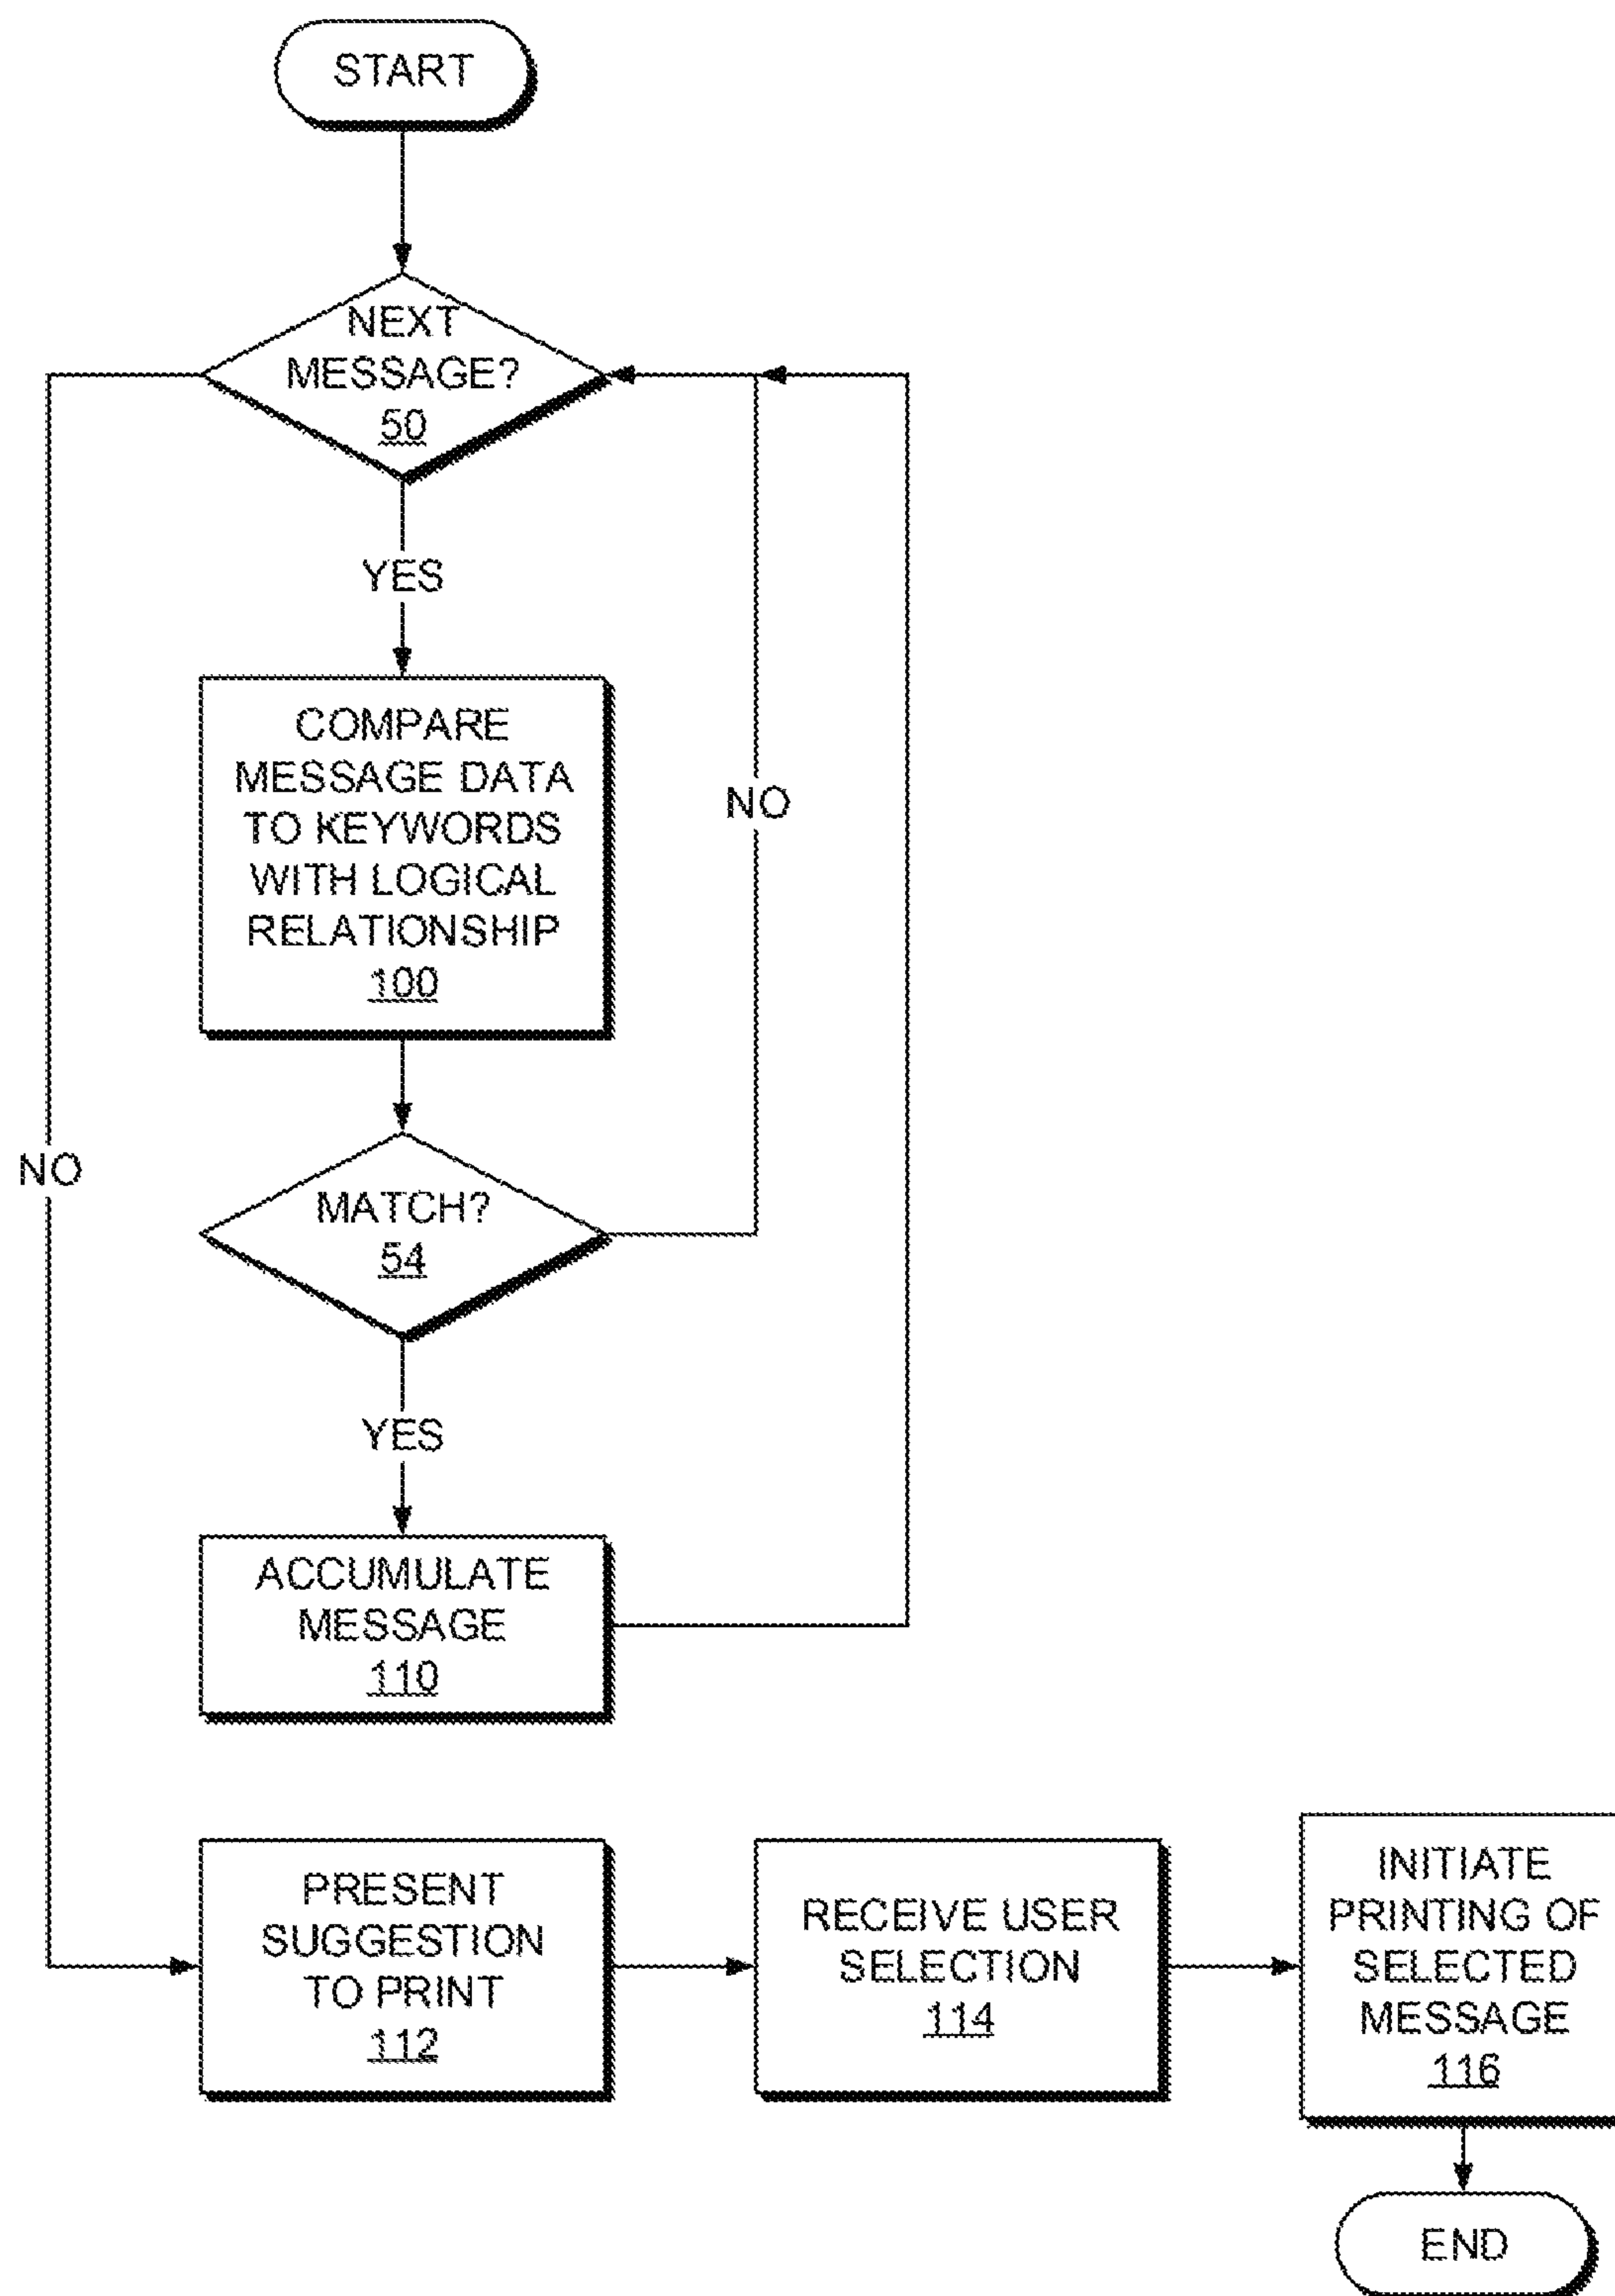 START
NEXT
MESSAGE?
50
YES
COMPARE
MESSAGE DATA
TO KEYWORDS
WITH LOGICAL
RELATIONSHIP
100
NO
NO
MATCH?
54
YES
ACCUMULATE
MESSAGE
110
PRESENT
SUGGESTION
TO PRINT
112
RECEIVE USER
SELECTION
114
INITIATE
PRINTING OF
SELECTED
MESSAGE
116
END